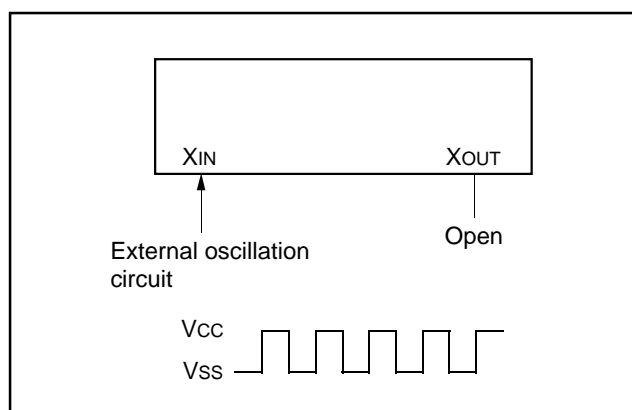 XIN XOUT
External oscillation
circuit
Open
VCC
VSS